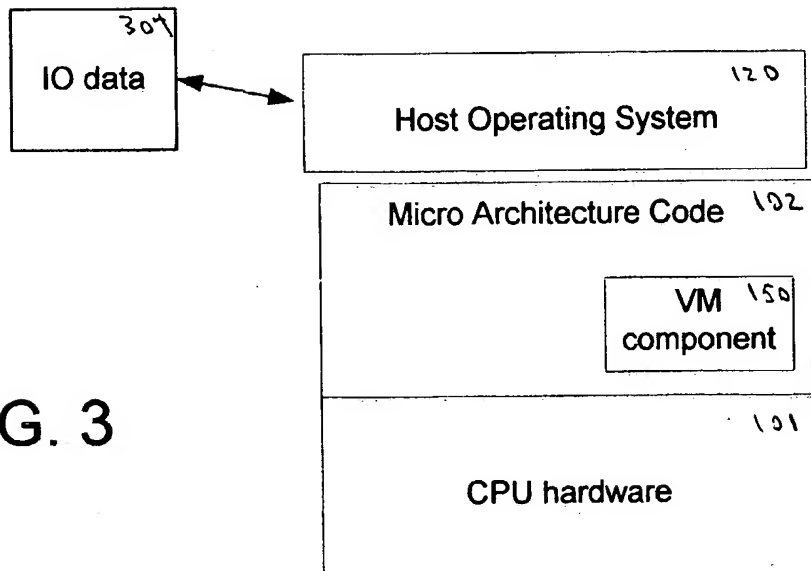 304
IO data
120
Host Operating System
Micro Architecture Code 102
VM 150
component
G. 3
101
CPU hardware